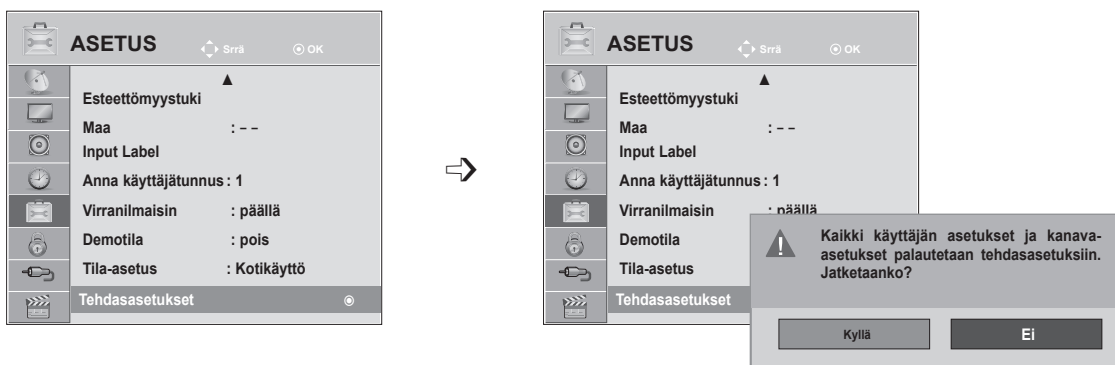 ASETUS Srrä OK
Esteettömyystuki
Maa : – –
Input Label
Anna käyttäjätunnus : 1
Virranilmaisin : päällä
Demotila : pois
Tila-asetus : Kotikäyttö
Tehdasasetukset
ASETUS Srrä OK
Esteettömyystuki
Maa : – –
Input Label
Anna käyttäjätunnus : 1
Virranilmaisin : päällä
Demotila
Tila-asetus
Tehdasasetukset
Kaikki käyttäjän asetukset ja kanava-
asetukset palautetaan tehdasasetuksiin.
Jatketaanko?
Kyllä Ei